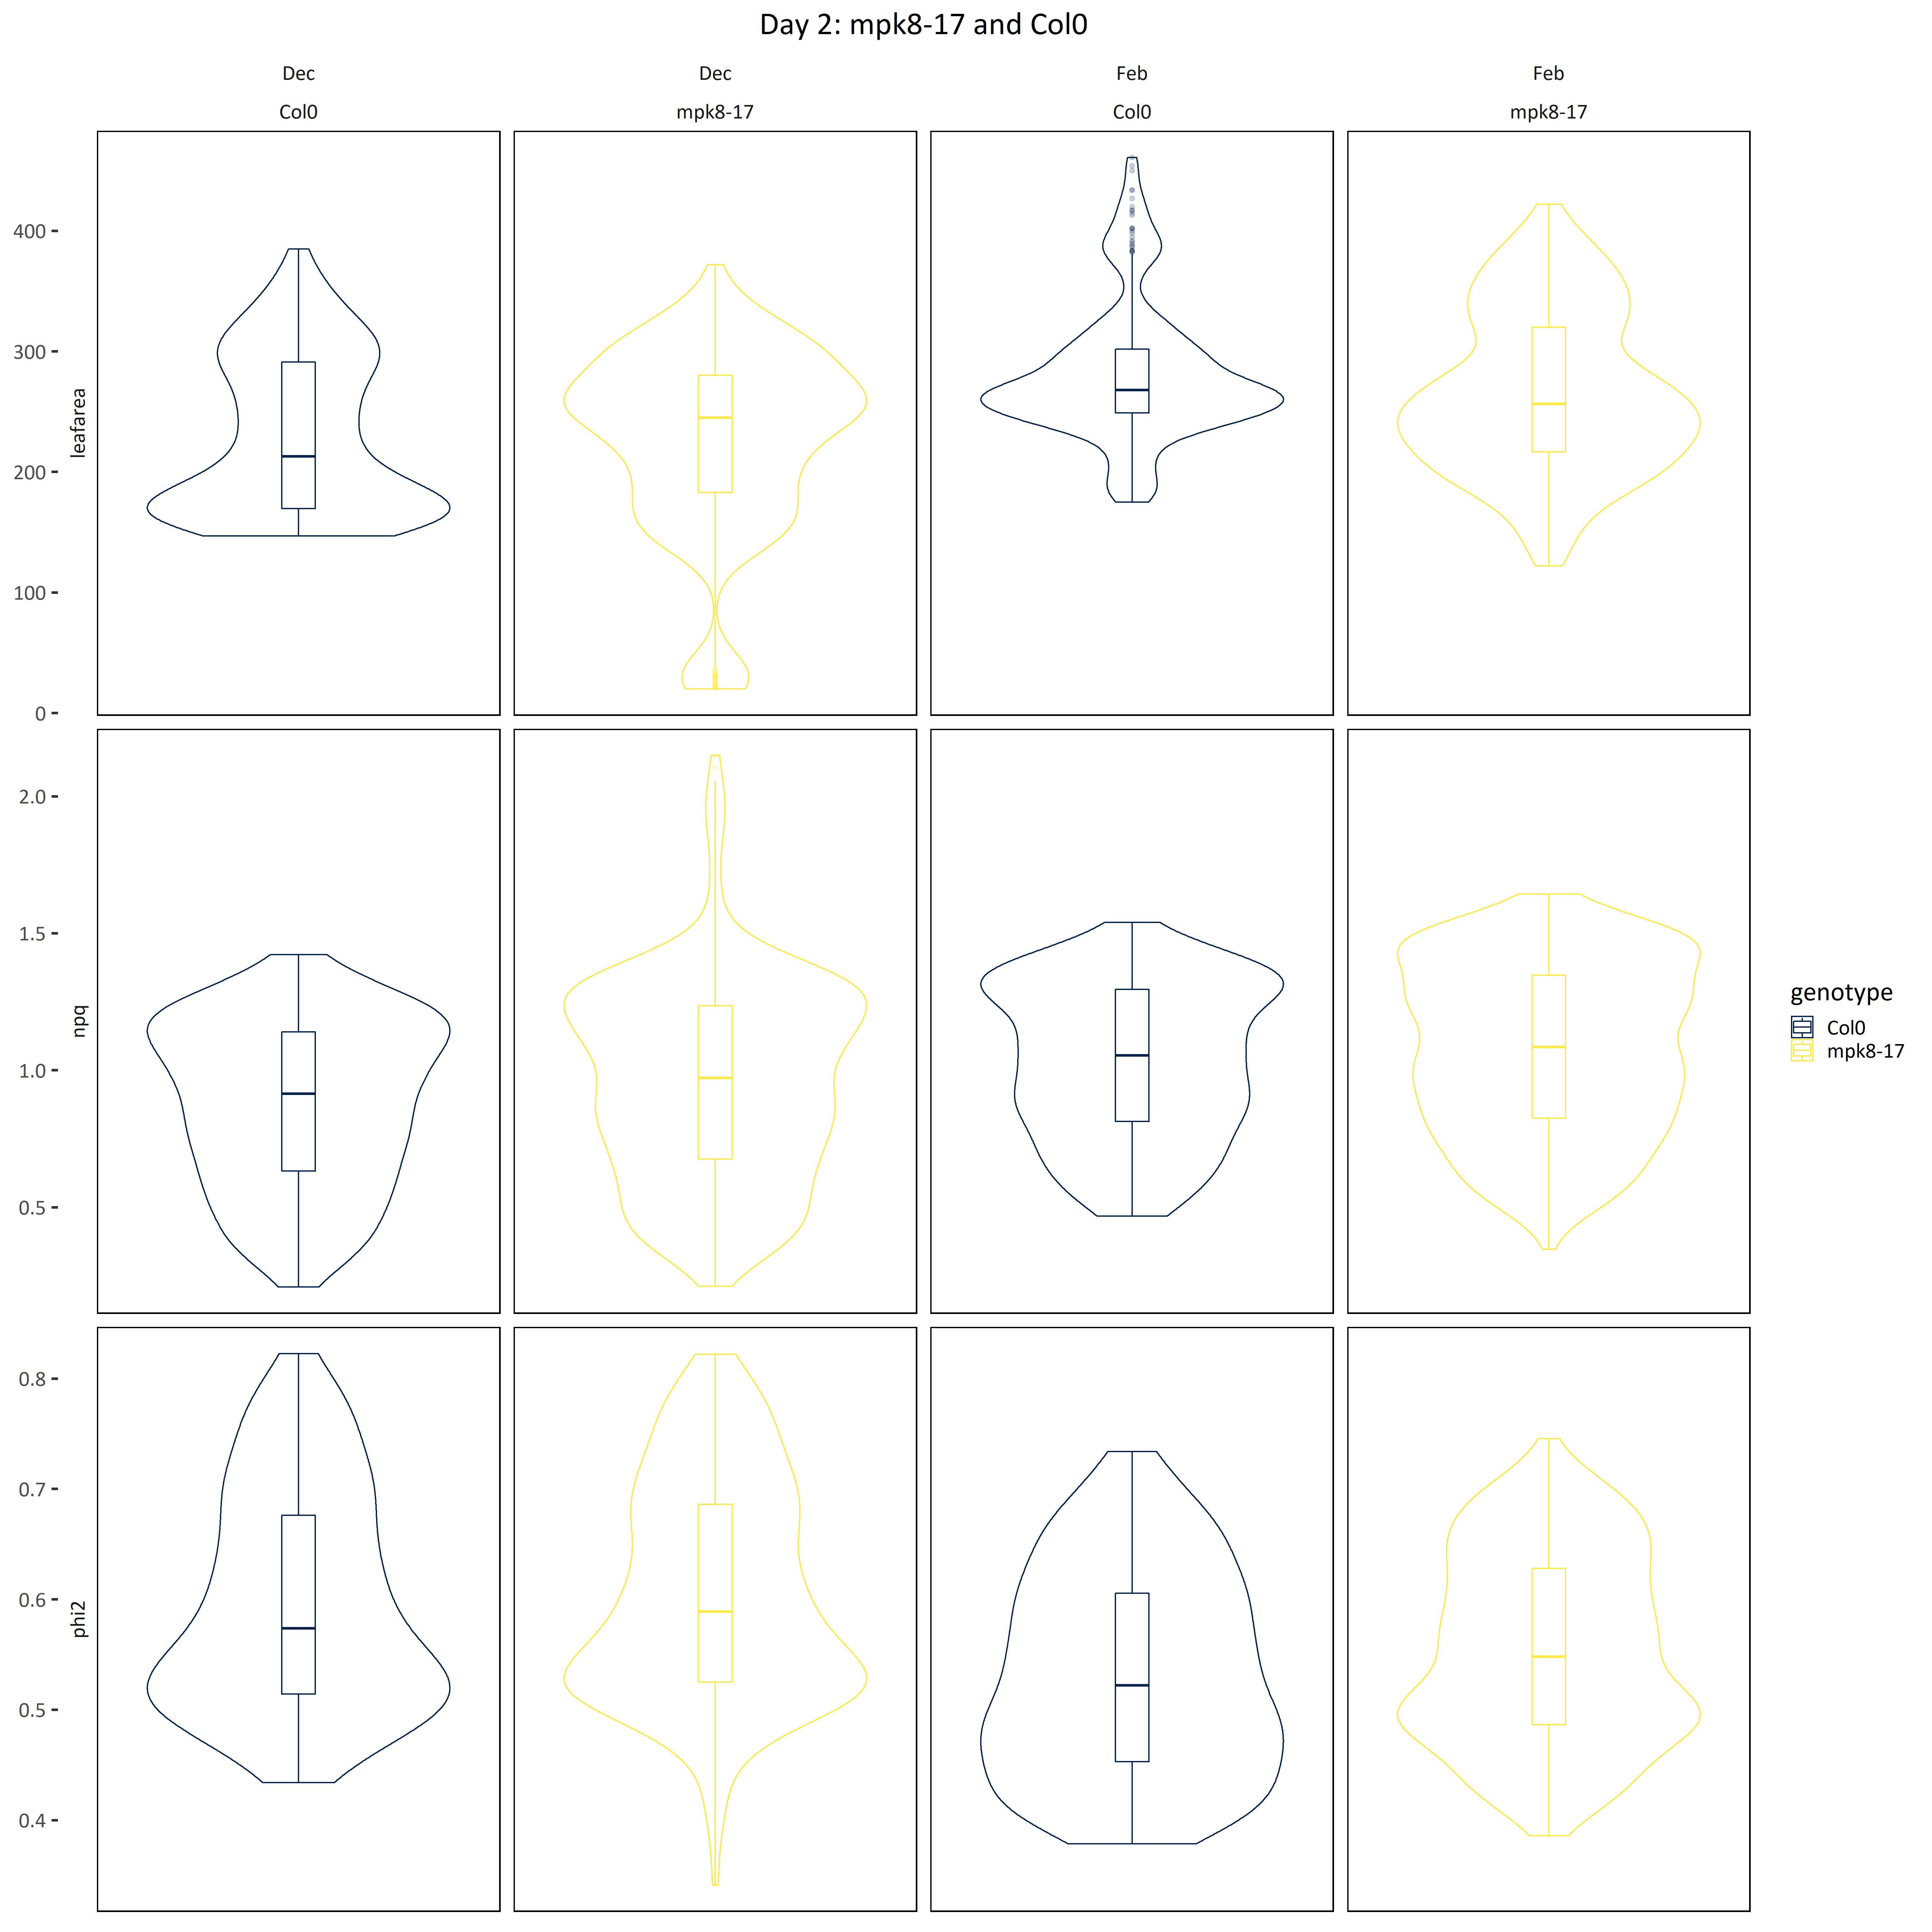 Day 2: mpk8-17 and Col0
Dec Dec Feb Feb
Col0 mpk8-17 Col0 mpk8-17
400
300
200
100
0
leafarea
2.0
1.5
1.0
0.5
npq
0.8
0.7
0.6
0.5
0.4
phi2
genotype
Col0
mpk8-17